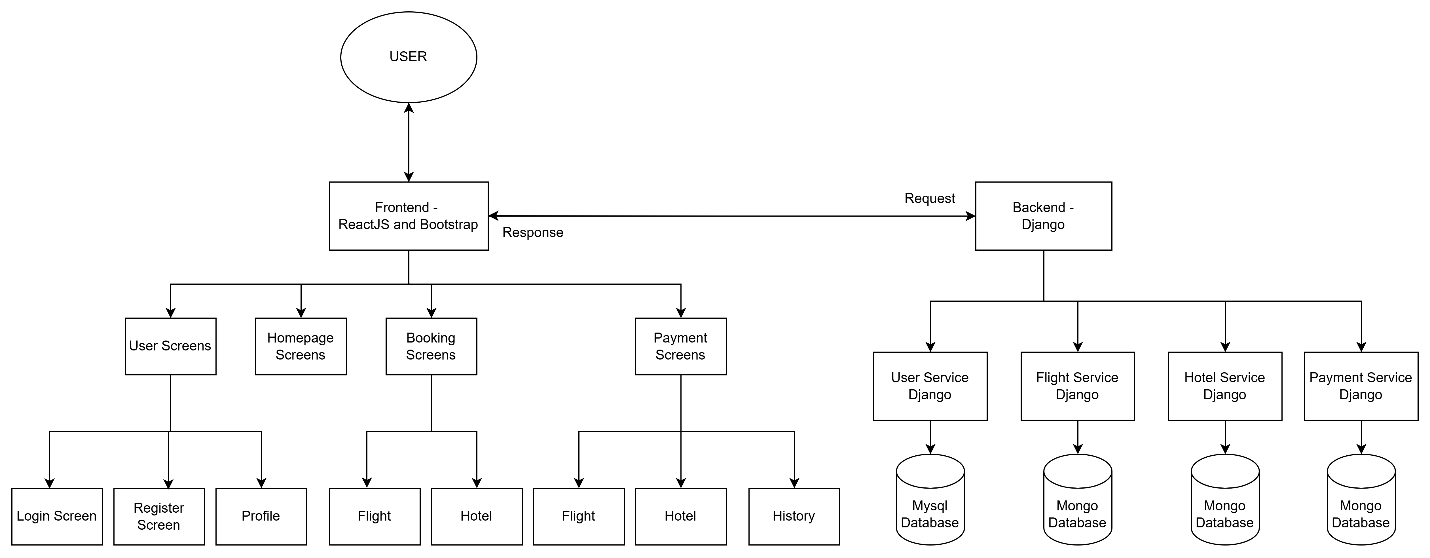 USER
Frontend -
ReactJS and Bootstrap
Request
Response
Backend -
Django
User Screens
Homepage
Screens
Booking
Screens
Payment
Screens
User Service
Django
Flight Service
Django
Hotel Service
Django
Payment Service
Django
Login Screen
Register
Screen
Profile
Flight
Hotel
Flight
Hotel
History
Mysql
Database
Mongo
Database
Mongo
Database
Mongo
Database